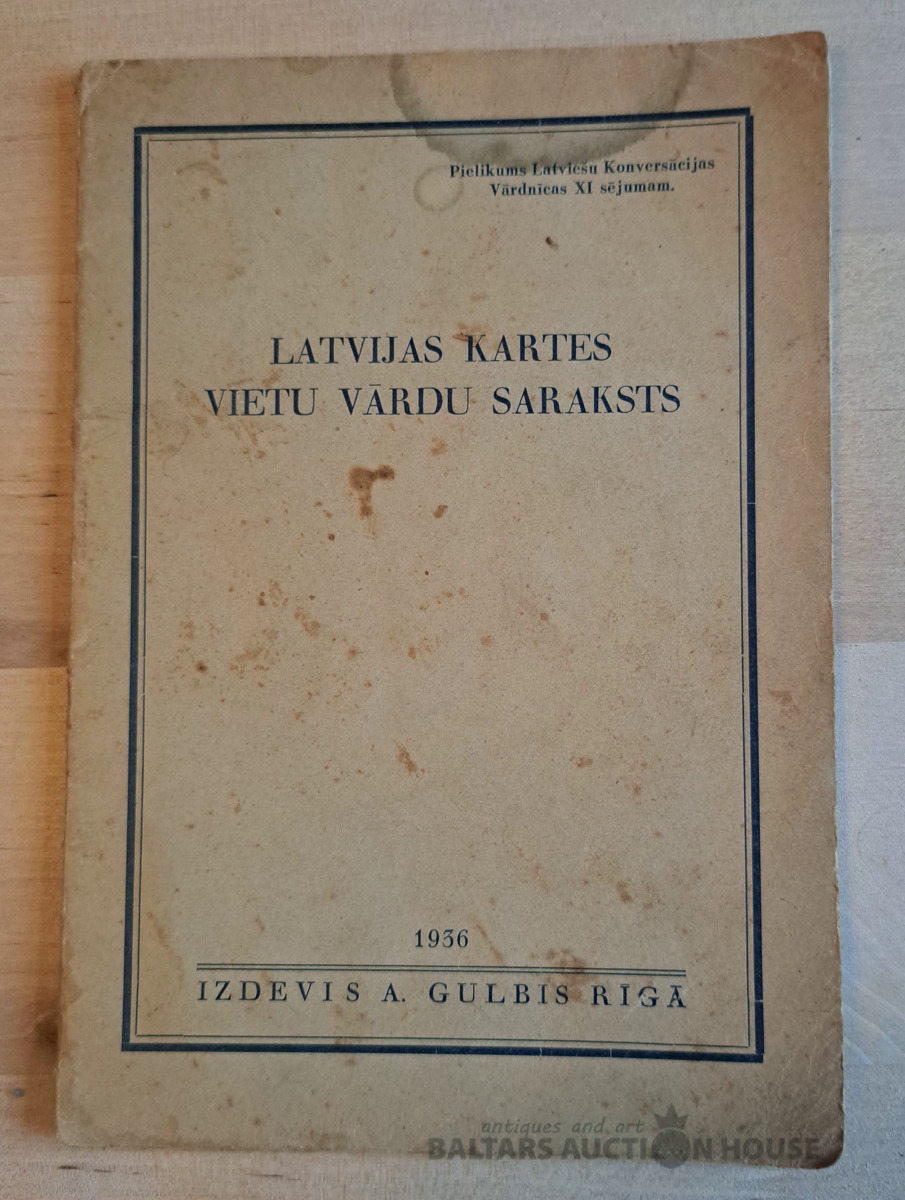 Pielikums Latviešu Konversācijas
Vārdnīcas XI sējumam.
LATVIJAS KARTES
VIETU VĀRDU SARAKSTS
1936
IZDEVIS A. GULBIS RĪGĀ
antiques and art
BALTARS AUCTION HOUSE